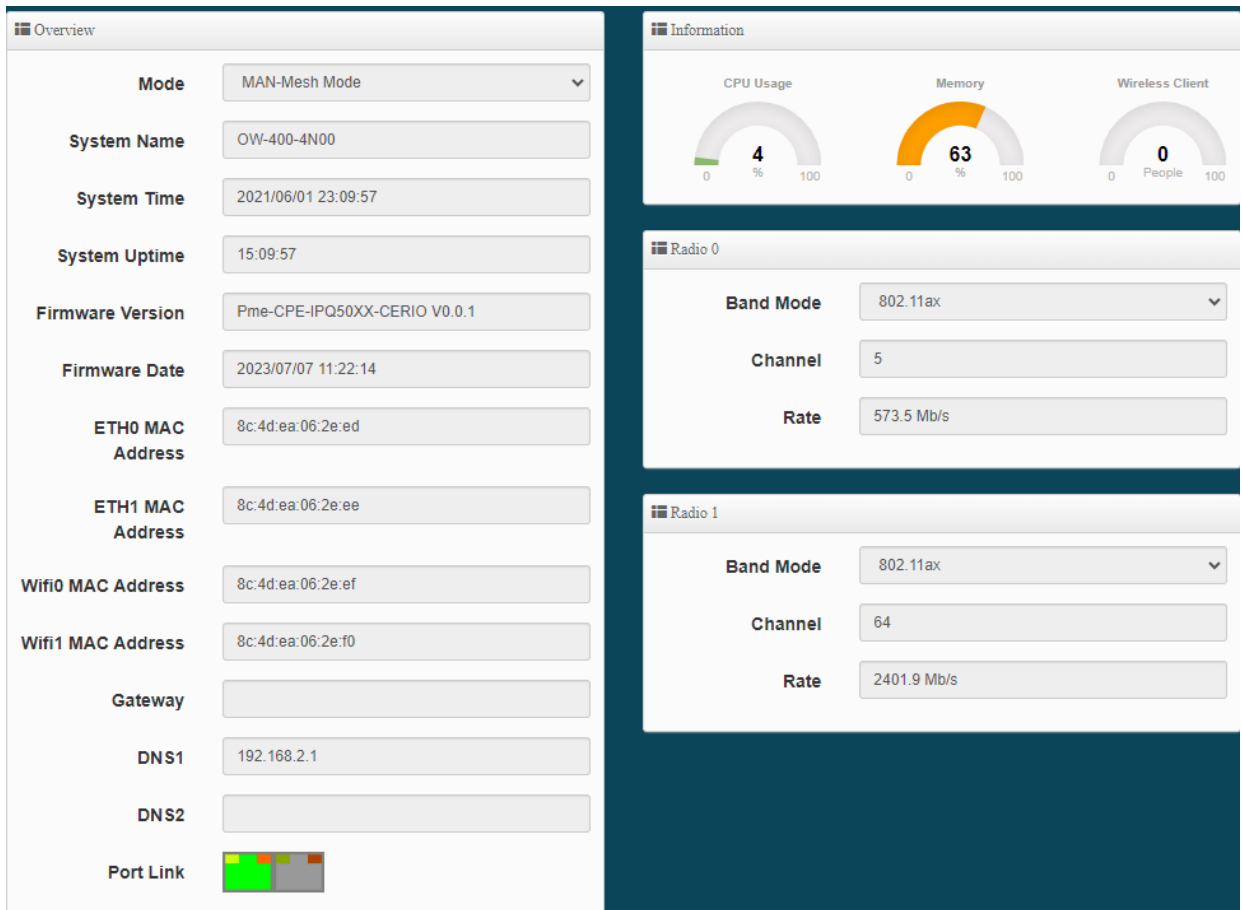 Overview
Mode MAN-Mesh Mode
System Name OW-400-4N00
System Time 2021/06/01 23:09:57
System Uptime 15:09:57
Firmware Version Pme-CPE-IPQ50XX-CERIO V0.0.1
Firmware Date 2023/07/07 11:22:14
ETH0 MAC
Address
8c:4d:ea:06:2e:ed
ETH1 MAC
Address
8c:4d:ea:06:2e:ee
Wifi0 MAC Address 8c:4d:ea:06:2e:ef
Wifi1 MAC Address 8c:4d:ea:06:2e:f0
Gateway
DNS1 192.168.2.1
DNS2
Port Link
Information
CPU Usage Memory Wireless Client
4 63 0
0 % 100 0 % 100 0 People 100
Radio 0
Band Mode 802.11ax
Channel 5
Rate 573.5 Mb/s
Radio 1
Band Mode 802.11ax
Channel 64
Rate 2401.9 Mb/s